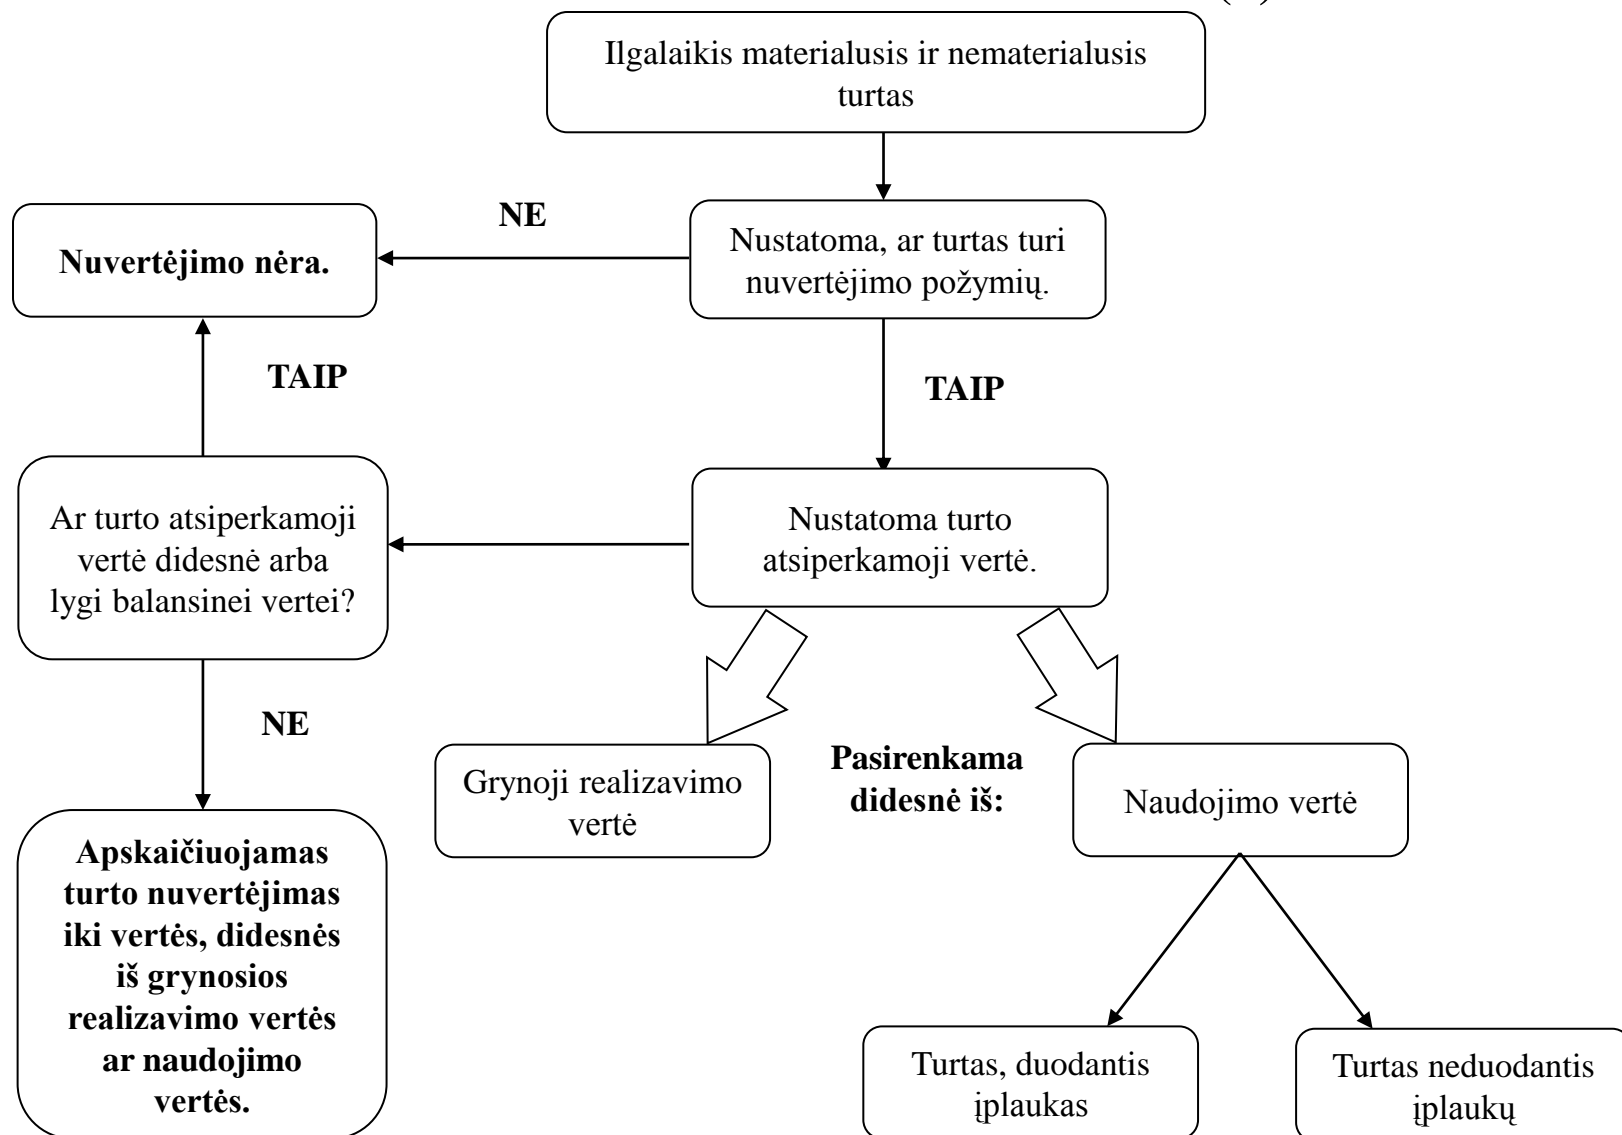 Ilgalaikis materialusis ir nematerialusis
turtas
NE
Nuvertėjimo nėra.
Nustatoma, ar turtas turi
nuvertėjimo požymių.
TAIP
TAIP
Ar turto atsiperkamoji
vertė didesnė arba
lygi balansinei vertei?
Nustatoma turto
atsiperkamoji vertė.
NE
Grynoji realizavimo
vertė
Pasirenkama
didesnė iš:
Naudojimo vertė
Apskaičiuojamas
turto nuvertėjimas
iki vertės, didesnės
iš grynosios
realizavimo vertės
ar naudojimo
vertės.
Turtas, duodantis
įplaukas
Turtas neduodantis
įplaukų